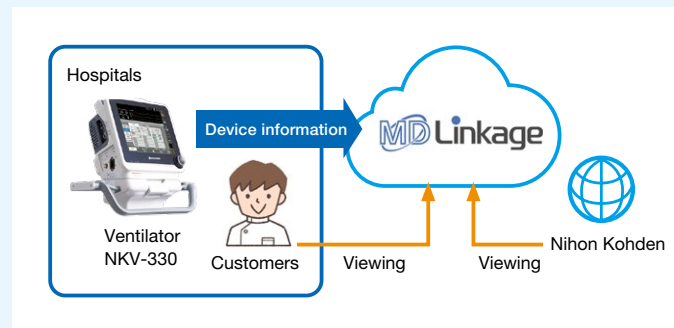 Hospitals
Device information
MD Linkage
Ventilator
NKV-330
Customers
Viewing
Viewing
Nihon Kohden